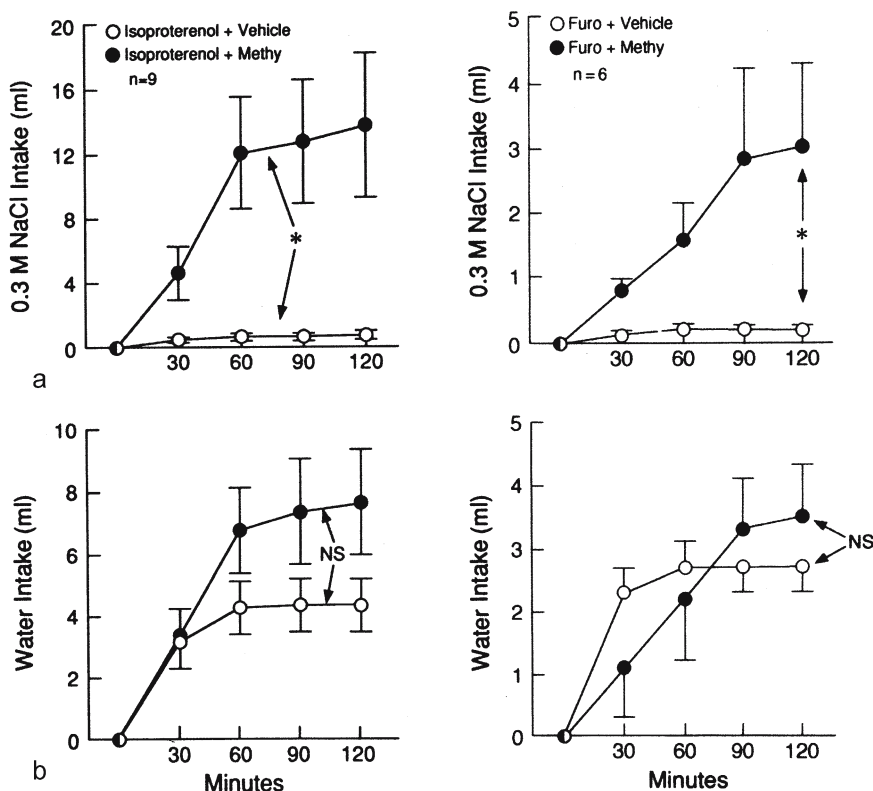 20
16
12
8
4
0
0.3 M NaCl Intake (ml)
Isoproterenol + Vehicle
Isoproterenol + Methy
n=9
*
30 60 90 120
a
5
4
3
2
1
0
0.3 M NaCl Intake (ml)
Furo + Vehicle
Furo + Methy
n=6
*
30 60 90 120
10
8
6
4
2
0
Water Intake (ml)
NS
30 60 90 120
Minutes
b
5
4
3
2
1
0
Water Intake (ml)
NS
30 60 90 120
Minutes